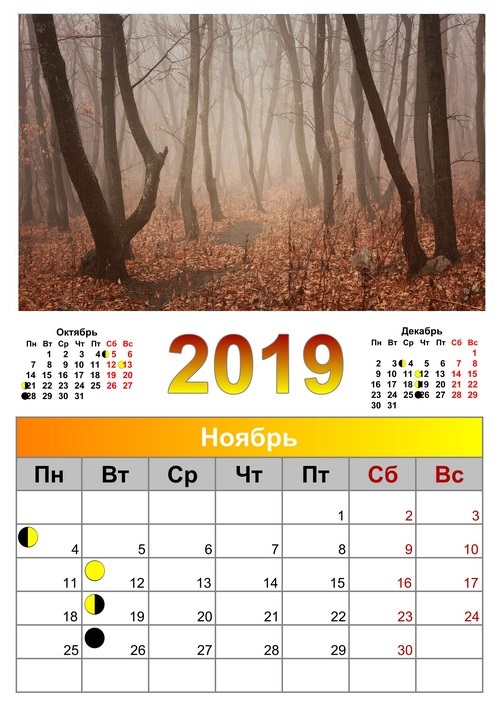 Октябрь
Пн Вт Ср Чт Пт Сб Вс
1 2 3 4 5 6
7 8 9 10 11 12 13
14 15 16 17 18 19 20
21 22 23 24 25 26 27
28 29 30 31
2019
Декабрь
Пн Вт Ср Чт Пт Сб Вс
1
2 3 4 5 6 7 8
9 10 11 12 13 14 15
16 17 18 19 20 21 22
23 24 25 26 27 28 29
30 31
Ноябрь
Пн Вт Ср Чт Пт Сб Вс
1 2 3
4 5 6 7 8 9 10
11 12 13 14 15 16 17
18 19 20 21 22 23 24
25 26 27 28 29 30